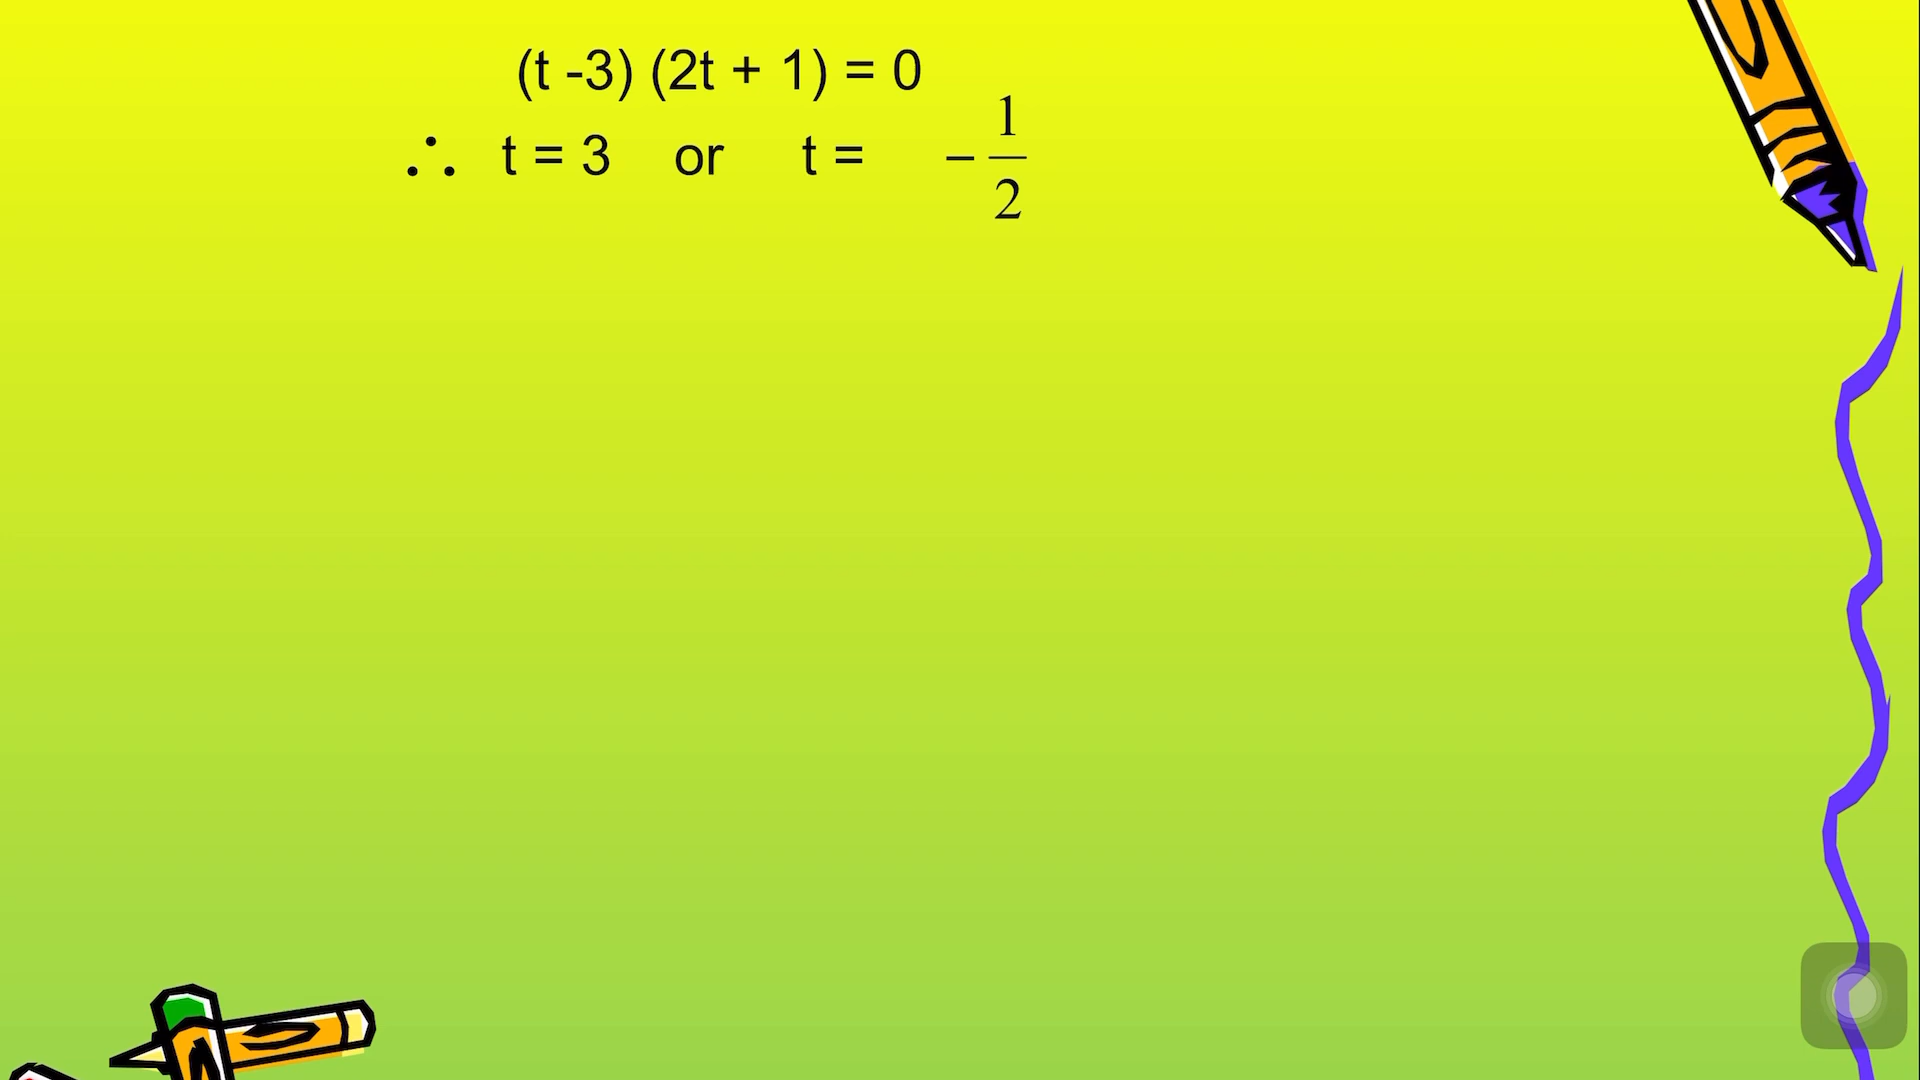 (t -3) (2t + 1) = 0
∴ t = 3 or t = −1/2